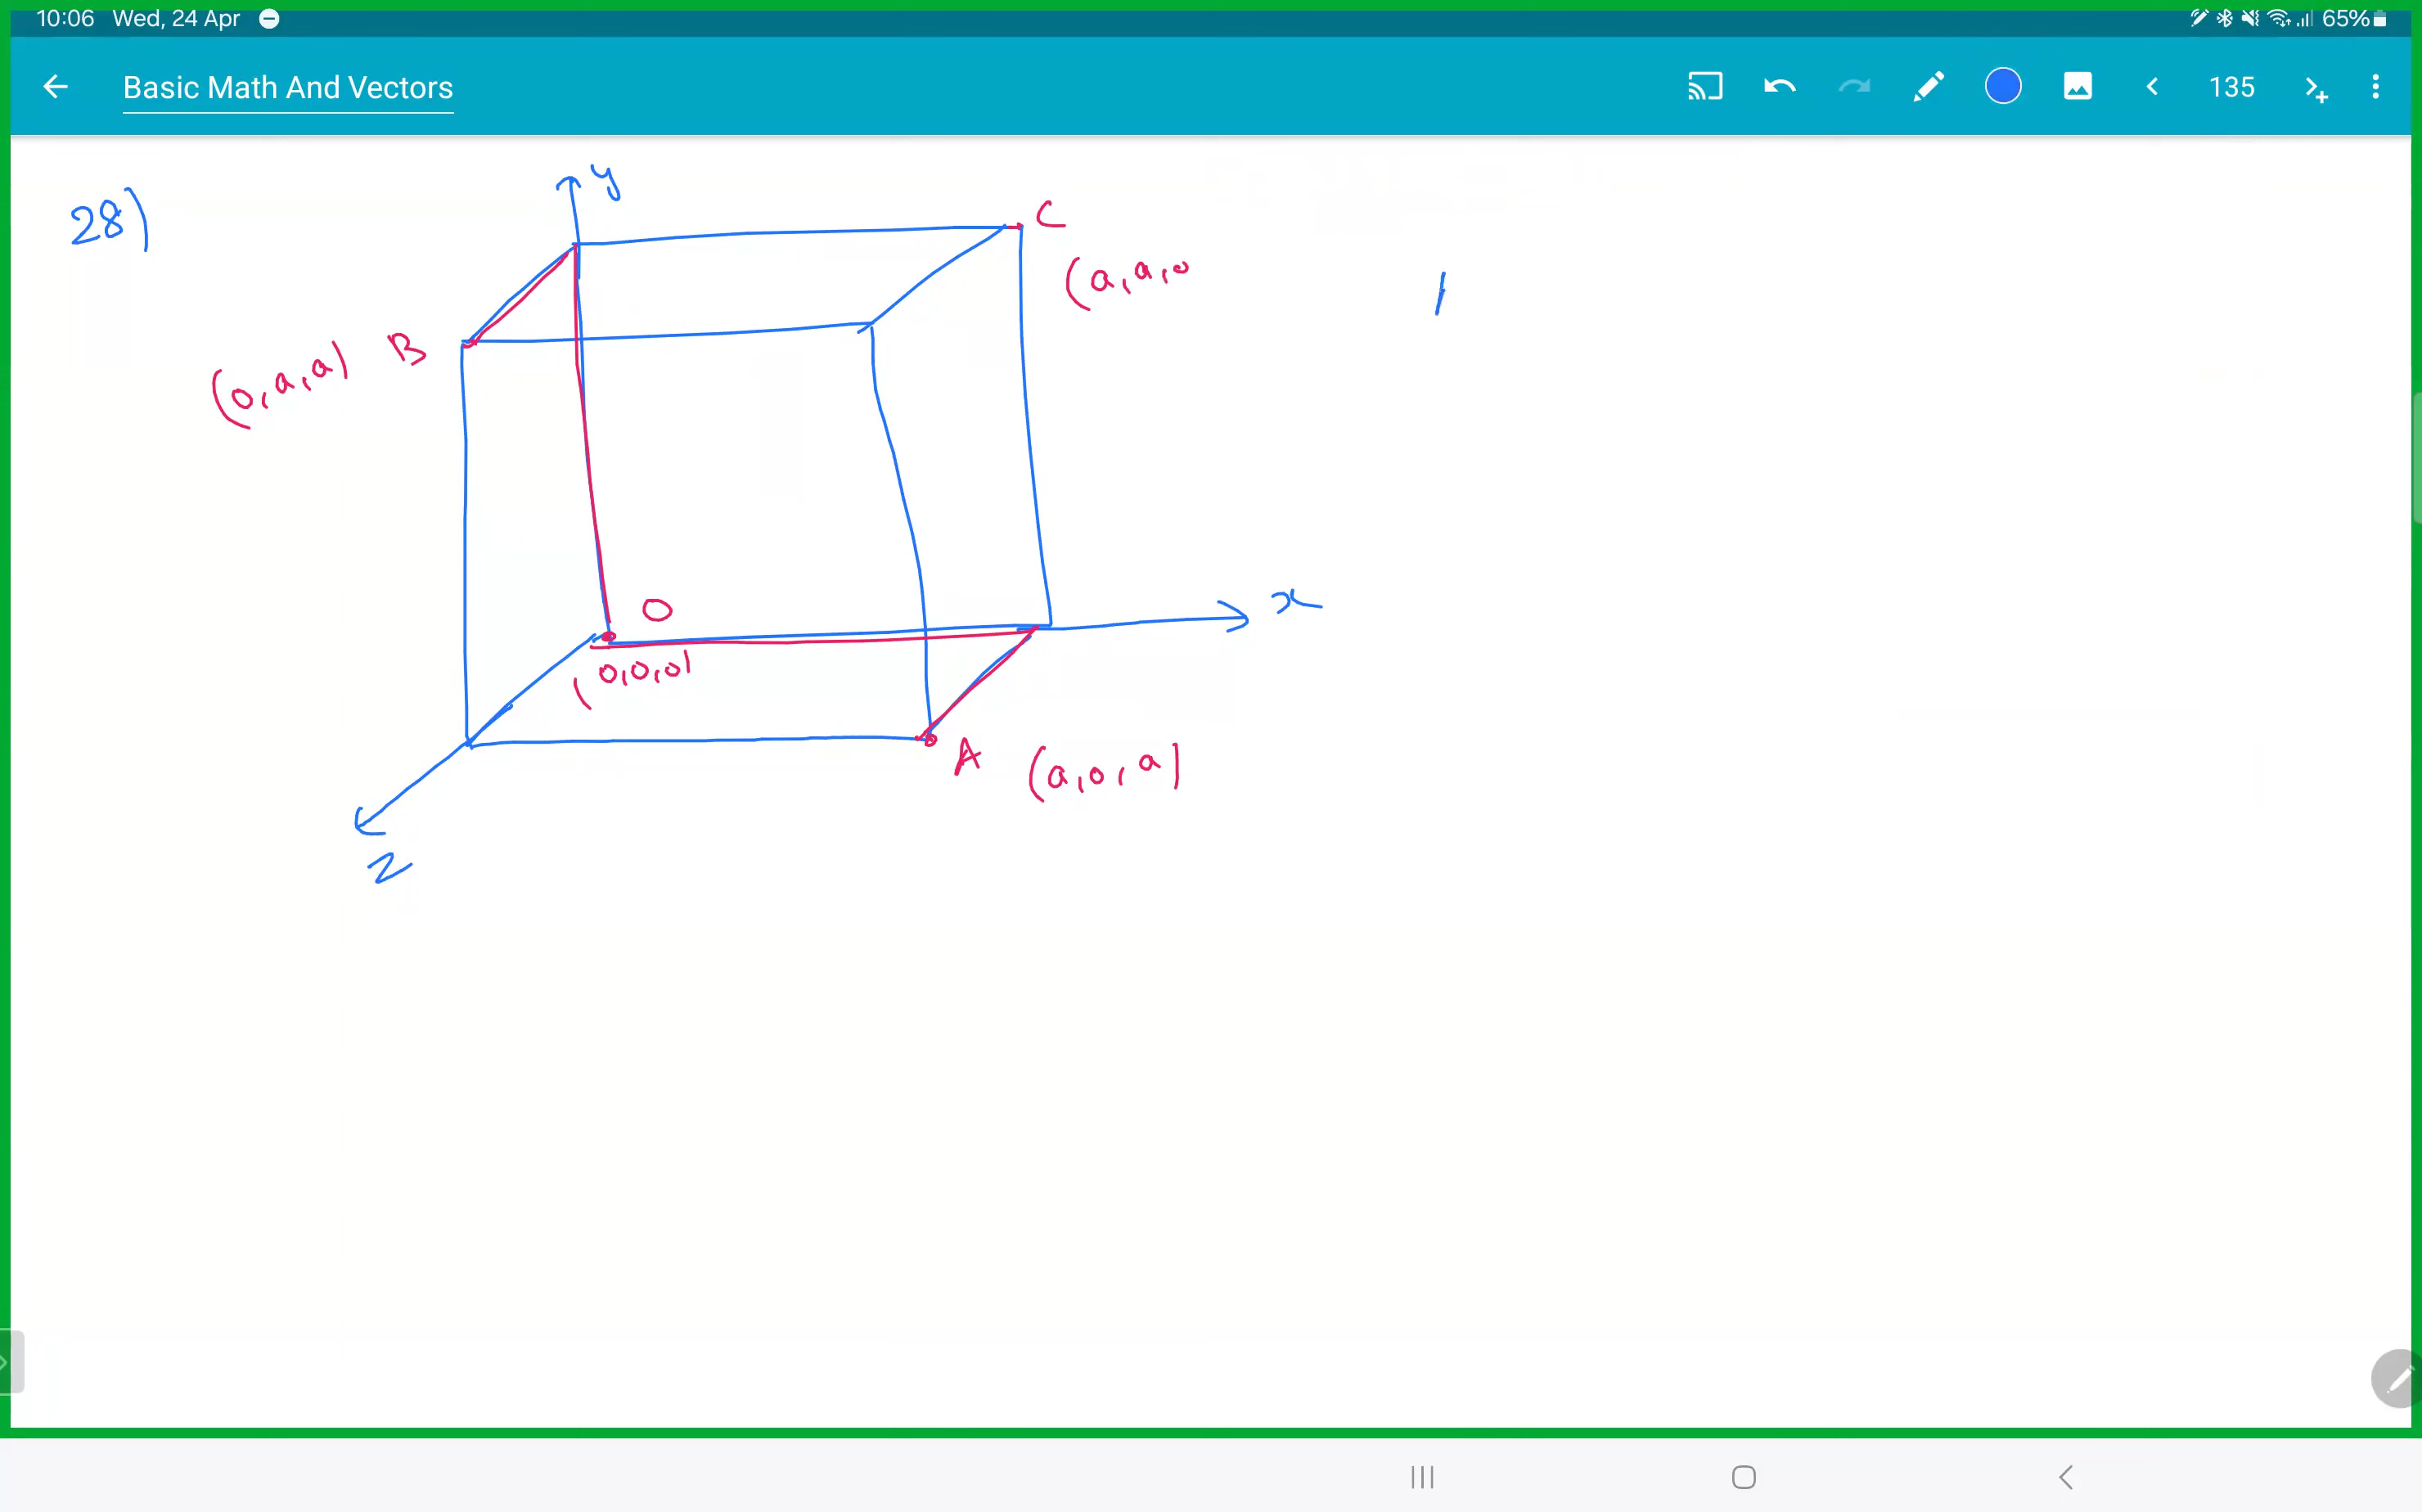 10:06 Wed, 24 Apr 65%
Basic Math And Vectors 135
28)
y
C
(a,a,0
(0,a,a) B
x
O
(0,0,0)
A (a,0,a)
z